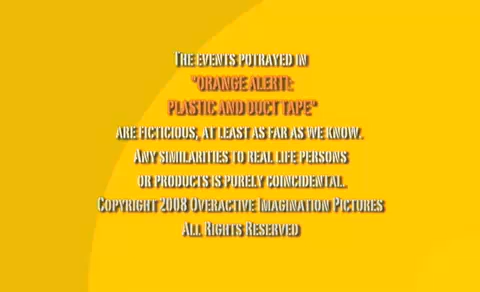 The events potrayed in
"ORANGE ALERT!:
PLASTIC AND DUCT TAPE"
are ficticious, at least as far as we know.
Any similarities to real life persons
or products is purely coincidental.
Copyright 2008 Overactive Imagination Pictures
All Rights Reserved